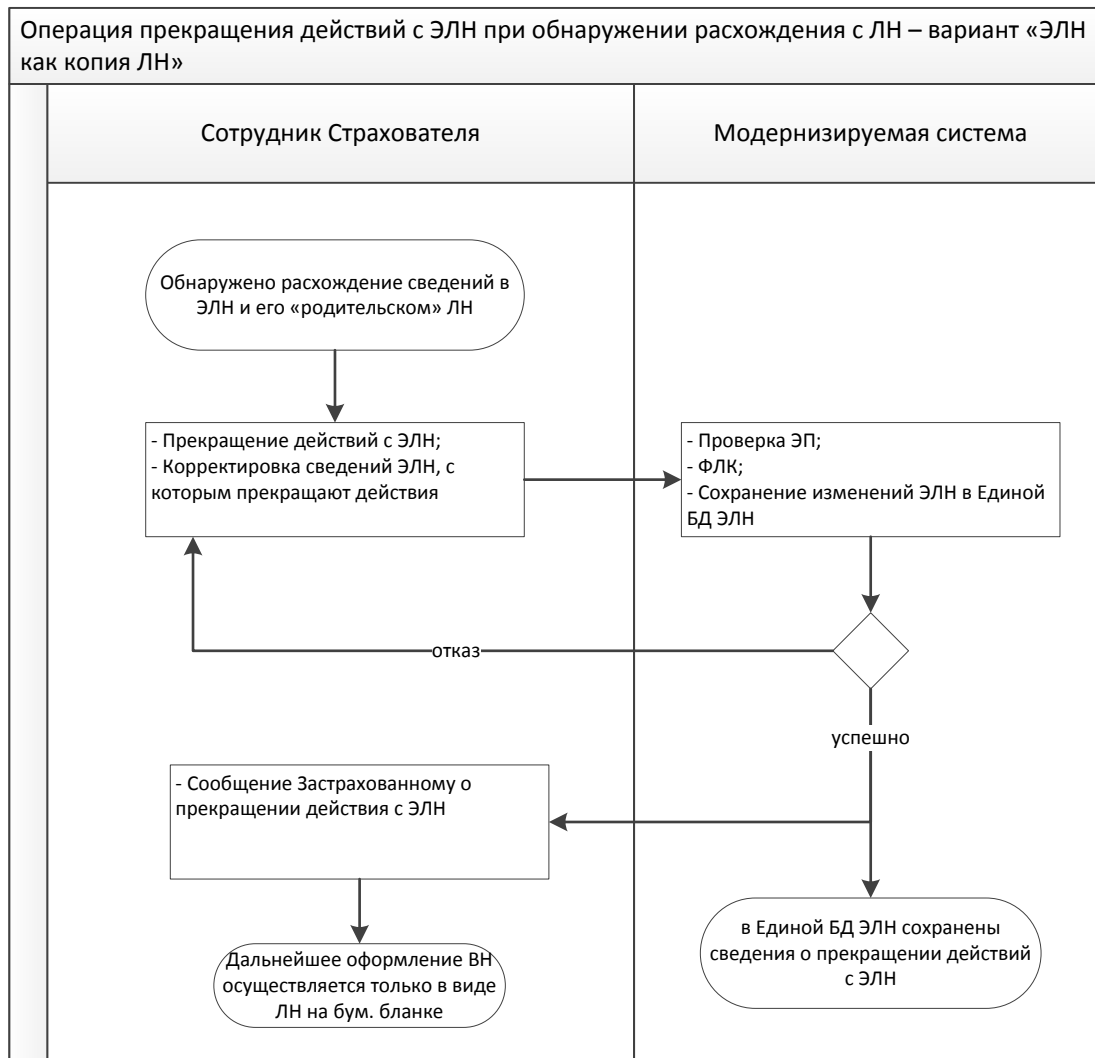 Операция прекращения действий с ЭЛН при обнаружении расхождения с ЛН – вариант «ЭЛН
как копия ЛН»
Сотрудник Страхователя
Модернизируемая система
Обнаружено расхождение сведений в
ЭЛН и его «родительском» ЛН
- Прекращение действий с ЭЛН;
- Корректировка сведений ЭЛН, с
которым прекращают действия
- Проверка ЭП;
- ФЛК;
- Сохранение изменений ЭЛН в Единой
БД ЭЛН
отказ
успешно
- Сообщение Застрахованному о
прекращении действия с ЭЛН
в Единой БД ЭЛН сохранены
сведения о прекращении действий
с ЭЛН
Дальнейшее оформление ВН
осуществляется только в виде
ЛН на бум. бланке